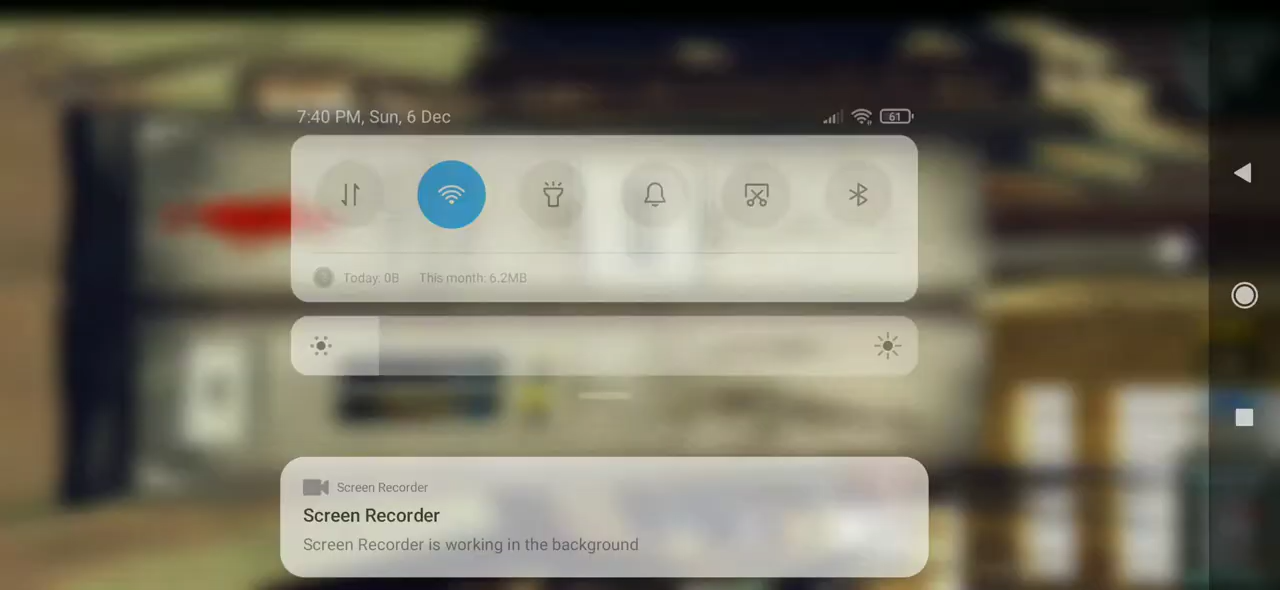 7:40 PM, Sun, 6 Dec
61
Today: 0B This month: 6.2MB
Screen Recorder
Screen Recorder
Screen Recorder is working in the background